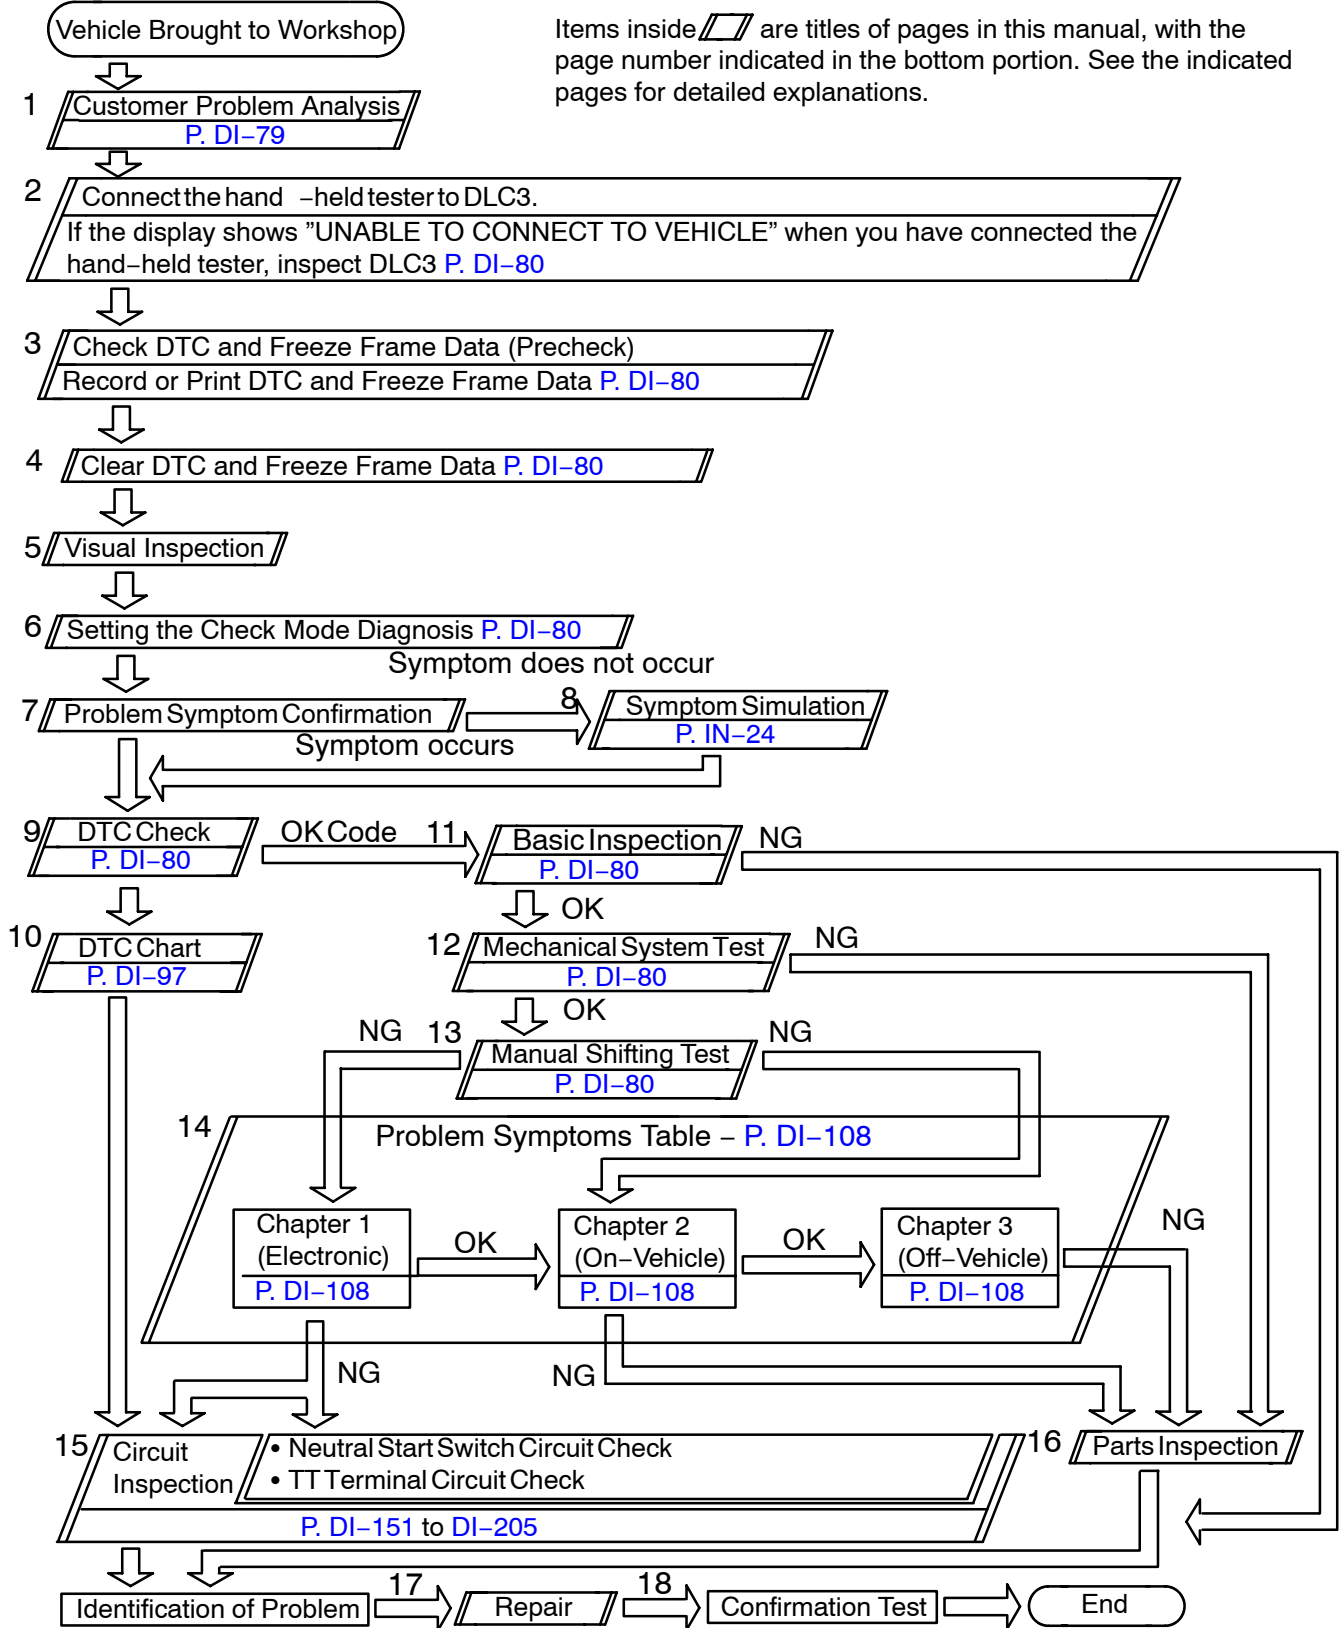 Vehicle Brought to Workshop
Items inside are titles of pages in this manual, with the
page number indicated in the bottom portion. See the indicated
pages for detailed explanations.
1
Customer Problem Analysis
P. DI–79
2
Connect the hand –held tester to DLC3.
If the display shows ”UNABLE TO CONNECT TO VEHICLE” when you have connected the
hand–held tester, inspect DLC3 P. DI–80
3
Check DTC and Freeze Frame Data (Precheck)
Record or Print DTC and Freeze Frame Data P. DI–80
4
Clear DTC and Freeze Frame Data P. DI–80
5
Visual Inspection
6
Setting the Check Mode Diagnosis P. DI–80
Symptom does not occur
7
Problem Symptom Confirmation
8
Symptom Simulation
P. IN–24
Symptom occurs
9
DTC Check
P. DI–80
OK Code
11
Basic Inspection
P. DI–80
NG
OK
10
DTC Chart
P. DI–97
12
Mechanical System Test
P. DI–80
NG
OK
NG
13
Manual Shifting Test
P. DI–80
NG
14
Problem Symptoms Table – P. DI–108
Chapter 1
(Electronic)
P. DI–108
OK
Chapter 2
(On–Vehicle)
P. DI–108
OK
Chapter 3
(Off–Vehicle)
P. DI–108
NG
NG
NG
15
Circuit
Inspection
• Neutral Start Switch Circuit Check
• TT Terminal Circuit Check
P. DI–151 to DI–205
16
Parts Inspection
Identification of Problem
17
Repair
18
Confirmation Test
End